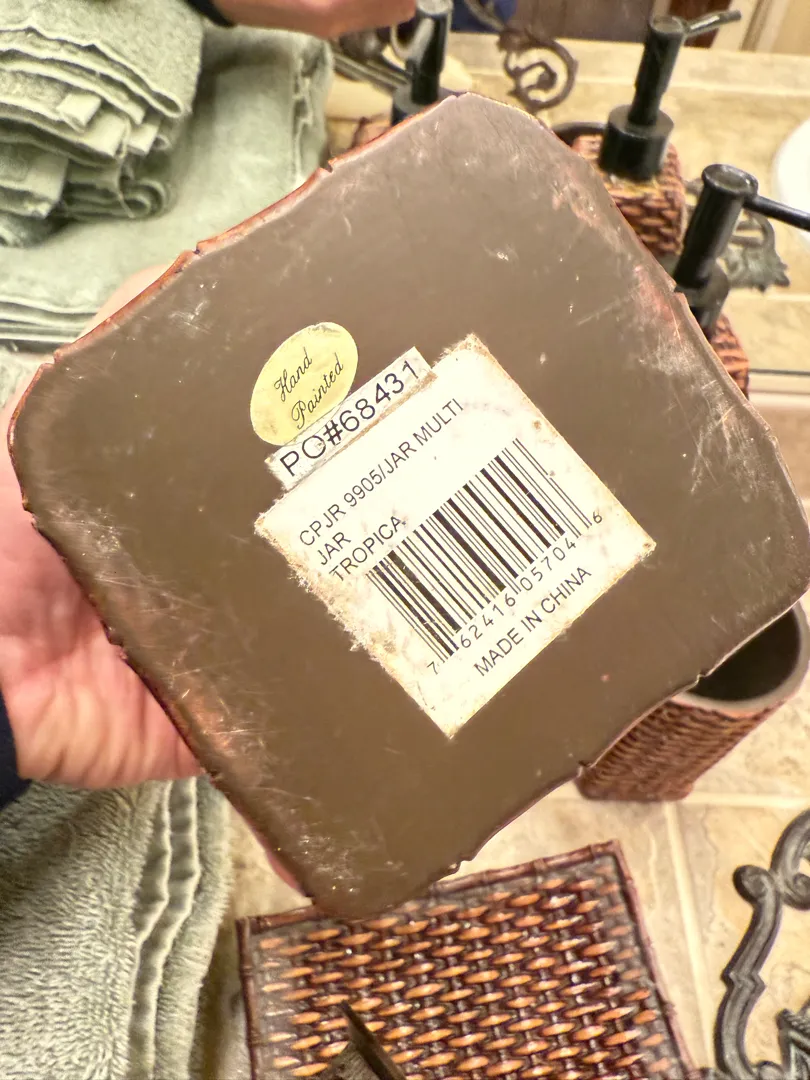 Hand
Painted
PO#68431
CPJR 9905/JAR MULTI
JAR
TROPICA
7 62416 05704 6
MADE IN CHINA